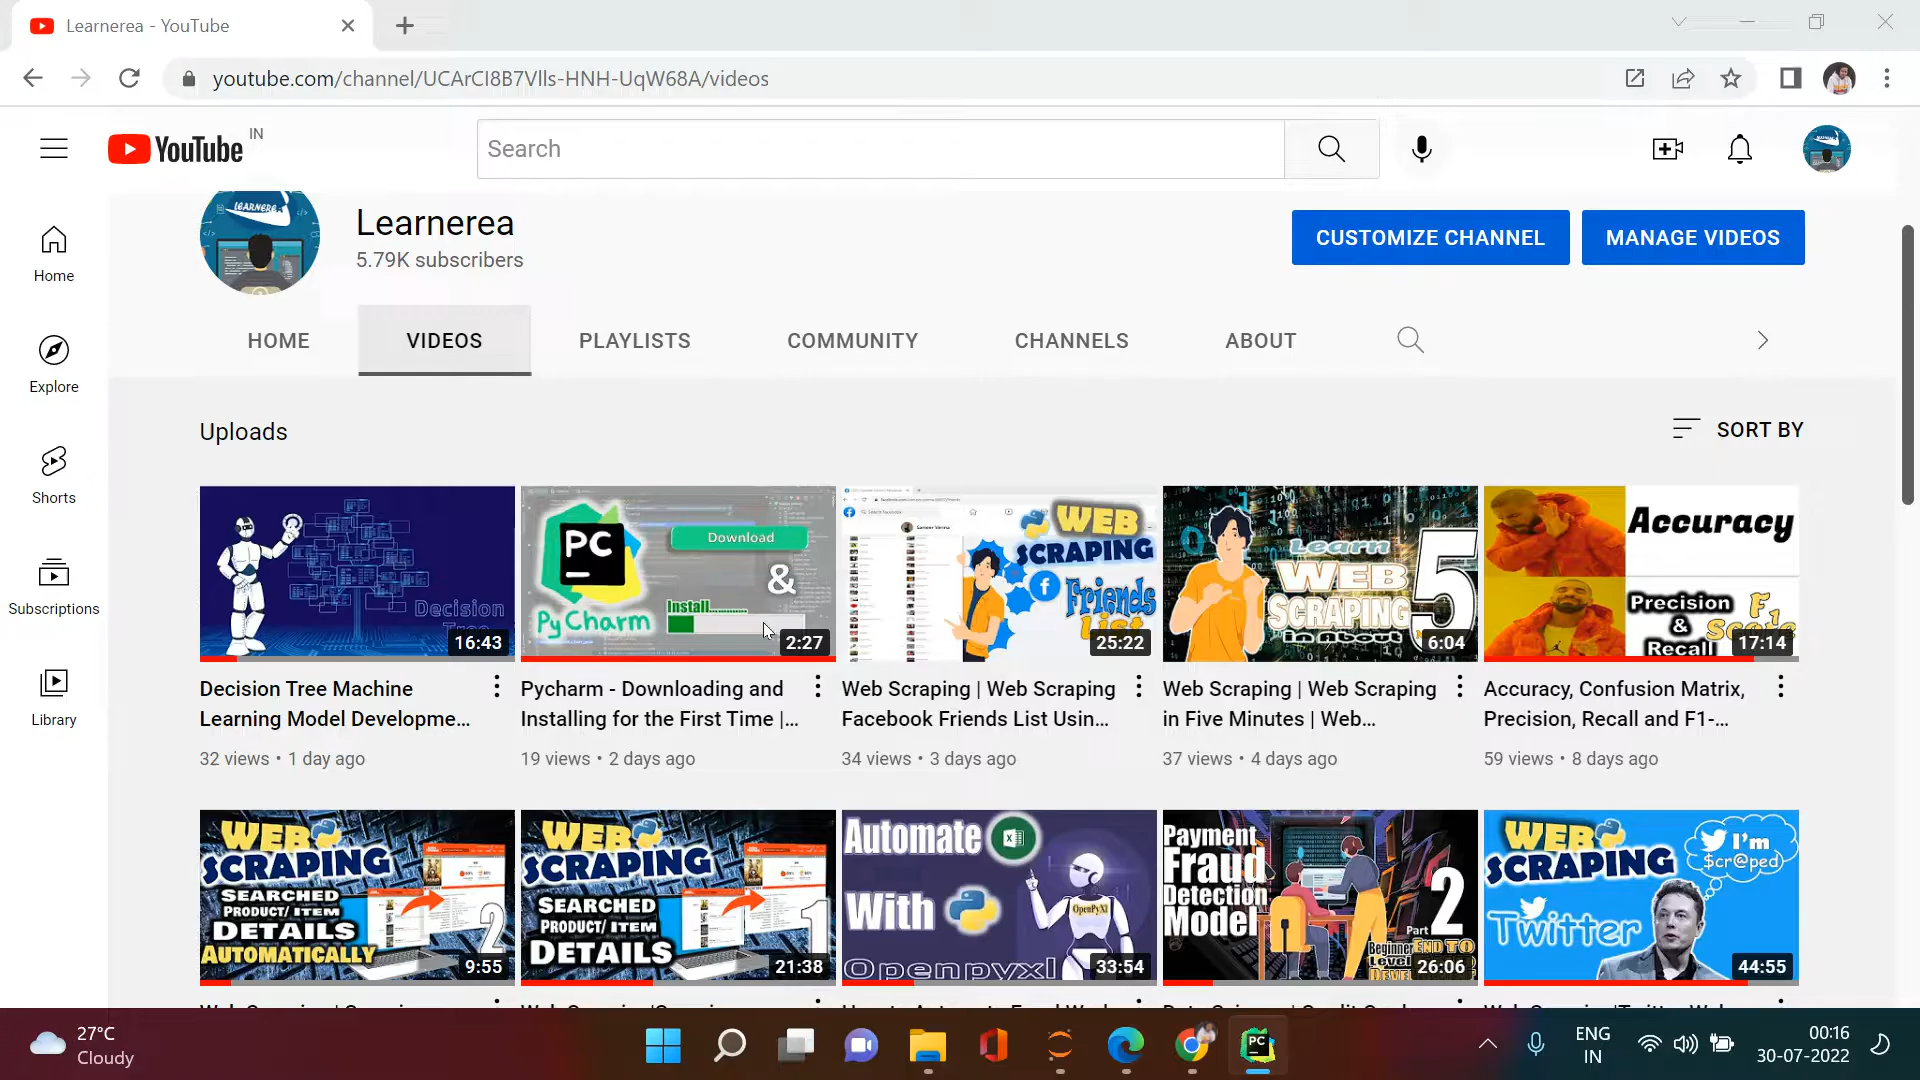 Learnerea - YouTube
youtube.com/channel/UCArCI8B7Vlls-HNH-UqW68A/videos
YouTube IN
Search
LEARNEREA
Learnerea
5.79K subscribers
CUSTOMIZE CHANNEL
MANAGE VIDEOS
HOME
VIDEOS
PLAYLISTS
COMMUNITY
CHANNELS
ABOUT
Home
Explore
Shorts
Subscriptions
Library
Uploads
SORT BY
Decision
Tree
16:43
PC
PyCharm
Download
&
Install...........
2:27
WEB
SCRAPING
Friends
List
25:22
Learn
WEB
SCRAPING
in About
5
6:04
Accuracy
Precision
&
Recall
F1-
Score
17:14
Decision Tree Machine
Learning Model Developme...
32 views • 1 day ago
Pycharm - Downloading and
Installing for the First Time |...
19 views • 2 days ago
Web Scraping | Web Scraping
Facebook Friends List Usin...
34 views • 3 days ago
Web Scraping | Web Scraping
in Five Minutes | Web...
37 views • 4 days ago
Accuracy, Confusion Matrix,
Precision, Recall and F1-...
59 views • 8 days ago
WEB
SCRAPING
SEARCHED
PRODUCT/ ITEM
DETAILS
AUTOMATICALLY
2
9:55
WEB
SCRAPING
SEARCHED
PRODUCT/ ITEM
DETAILS
1
21:38
Automate
With
OpenPyXl
Openpyxl
33:54
Payment
Fraud
Detection
Model
Part 2
Beginner END TO
Level
26:06
WEB
SCRAPING
Twitter
I'm
$cr@ped
44:55
27°C
Cloudy
PC
ENG
IN
00:16
30-07-2022